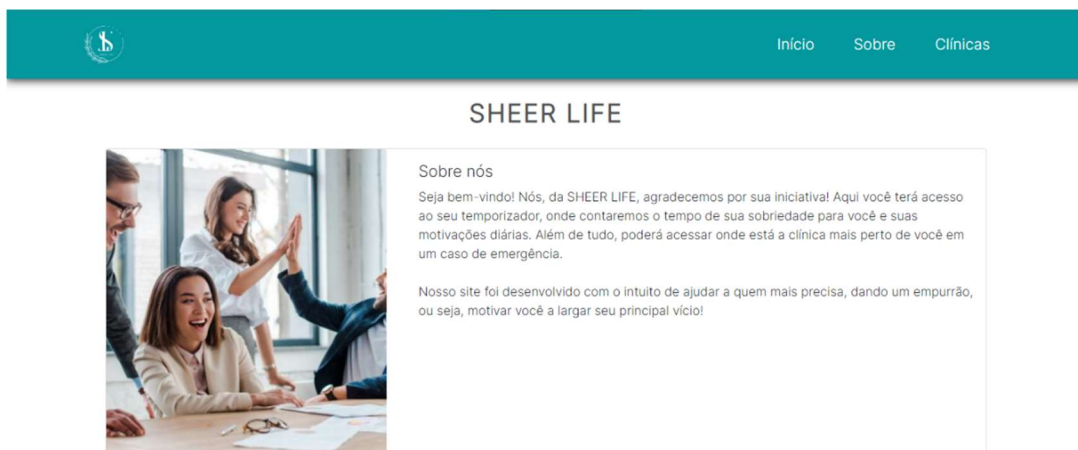 Início Sobre Clínicas
SHEER LIFE
Sobre nós
Seja bem-vindo! Nós, da SHEER LIFE, agradecemos por sua iniciativa! Aqui você terá acesso
ao seu temporizador, onde contaremos o tempo de sua sobriedade para você e suas
motivações diárias. Além de tudo, poderá acessar onde está a clínica mais perto de você em
um caso de emergência.
Nosso site foi desenvolvido com o intuito de ajudar a quem mais precisa, dando um empurrão,
ou seja, motivar você a largar seu principal vício!